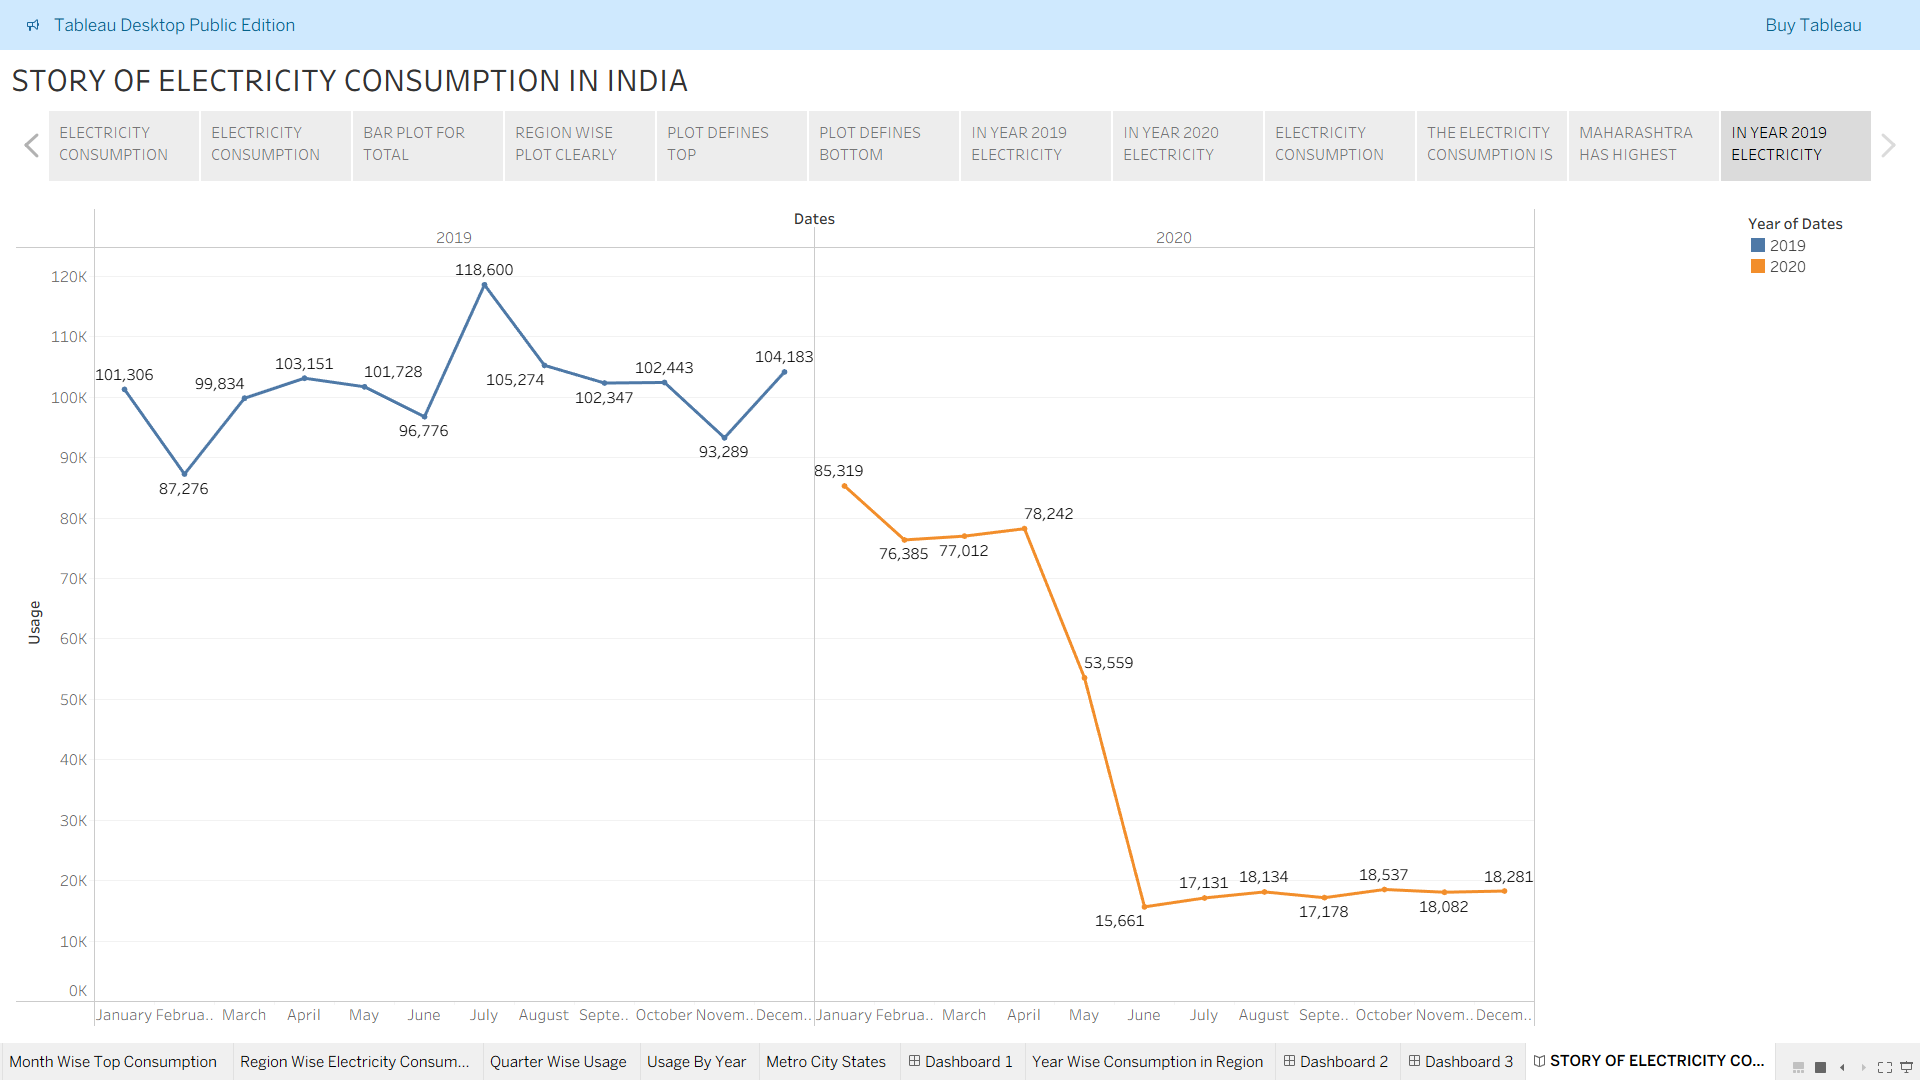 Tableau Desktop Public Edition
Buy Tableau
STORY OF ELECTRICITY CONSUMPTION IN INDIA
ELECTRICITY
CONSUMPTION
ELECTRICITY
CONSUMPTION
BAR PLOT FOR
TOTAL
REGION WISE
PLOT CLEARLY
PLOT DEFINES
TOP
PLOT DEFINES
BOTTOM
IN YEAR 2019
ELECTRICITY
IN YEAR 2020
ELECTRICITY
ELECTRICITY
CONSUMPTION
THE ELECTRICITY
CONSUMPTION IS
MAHARASHTRA
HAS HIGHEST
IN YEAR 2019
ELECTRICITY
Dates
2019
2020
Year of Dates
2019
2020
Usage
120K
110K
100K
90K
80K
70K
60K
50K
40K
30K
20K
10K
0K
101,306
87,276
99,834
103,151
101,728
96,776
118,600
105,274
102,347
102,443
93,289
104,183
85,319
76,385
77,012
78,242
53,559
15,661
17,131
18,134
17,178
18,537
18,082
18,281
January Februa.. March April May June July August Septe.. October Novem.. Decem..
January Februa.. March April May June July August Septe.. October Novem.. Decem..
Month Wise Top Consumption
Region Wise Electricity Consum...
Quarter Wise Usage
Usage By Year
Metro City States
Dashboard 1
Year Wise Consumption in Region
Dashboard 2
Dashboard 3
STORY OF ELECTRICITY CO...